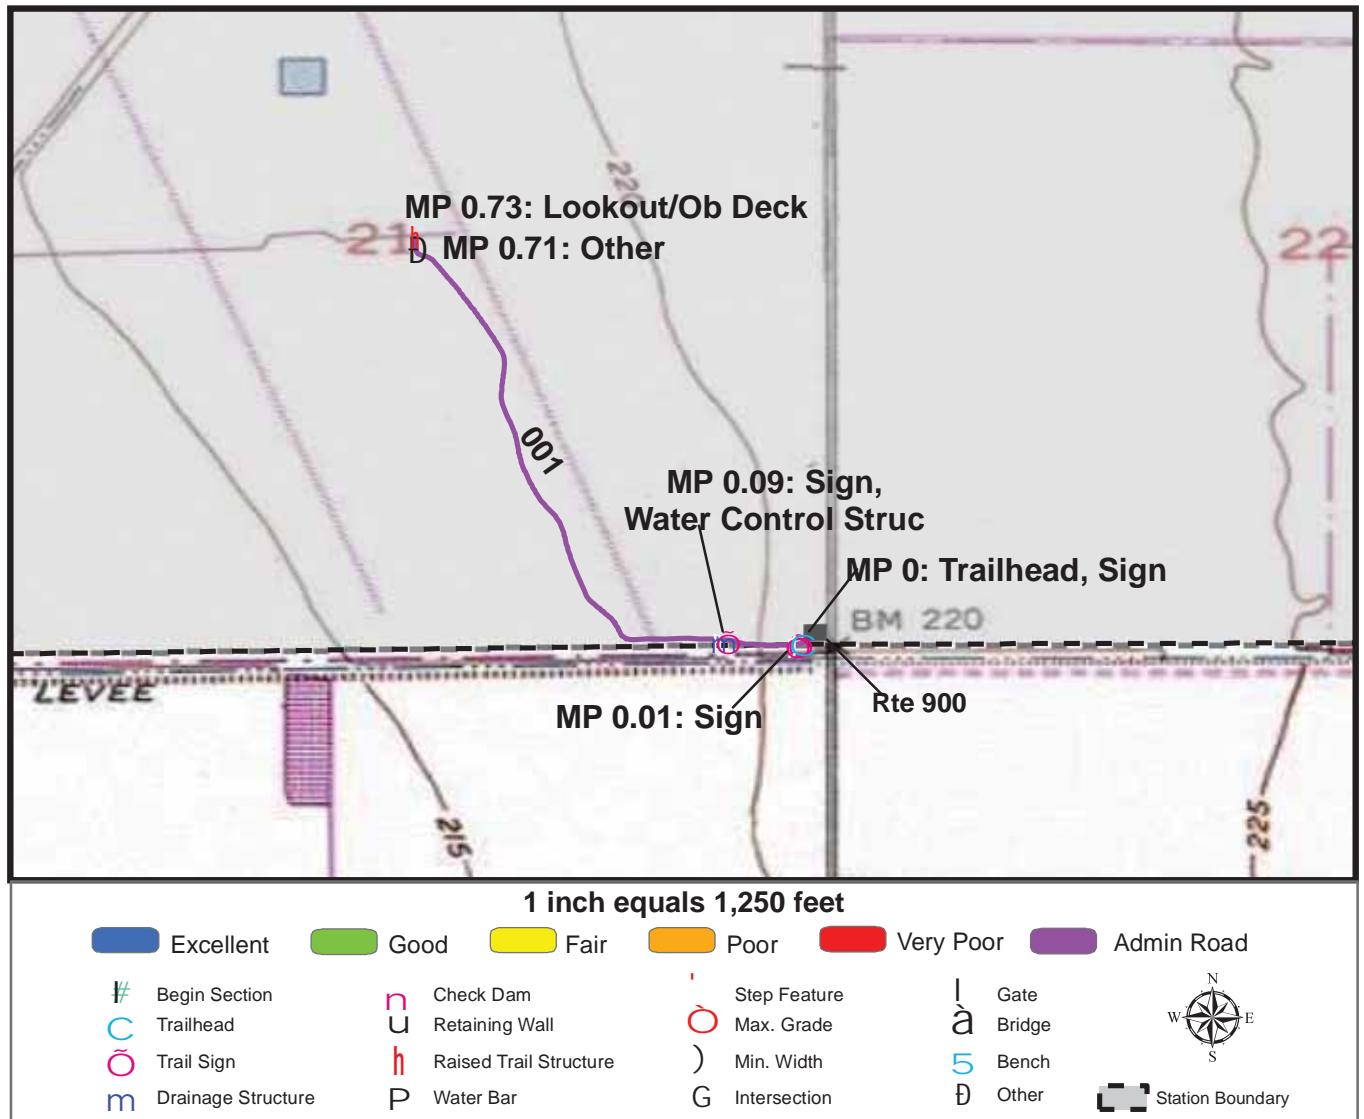 220
MP 0.73: Lookout/Ob Deck
21
Ð MP 0.71: Other
22
001
MP 0.09: Sign,
Water Control Struc
MP 0: Trailhead, Sign
BM 220
LEVEE
MP 0.01: Sign
Rte 900
215
225
1 inch equals 1,250 feet
Excellent
Good
Fair
Poor
Very Poor
Admin Road
# Begin Section
n Check Dam
' Step Feature
l Gate
N
C Trailhead
u Retaining Wall
Ò Max. Grade
à Bridge
W E
Õ Trail Sign
h Raised Trail Structure
) Min. Width
5 Bench
S
m Drainage Structure
P Water Bar
G Intersection
Ð Other
Station Boundary